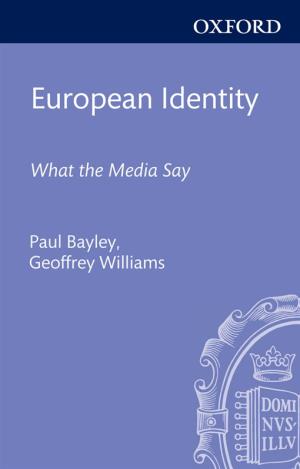 OXFORD
European Identity
What the Media Say
Paul Bayley,
Geoffrey Williams
DOMI
NVS·
ILLV